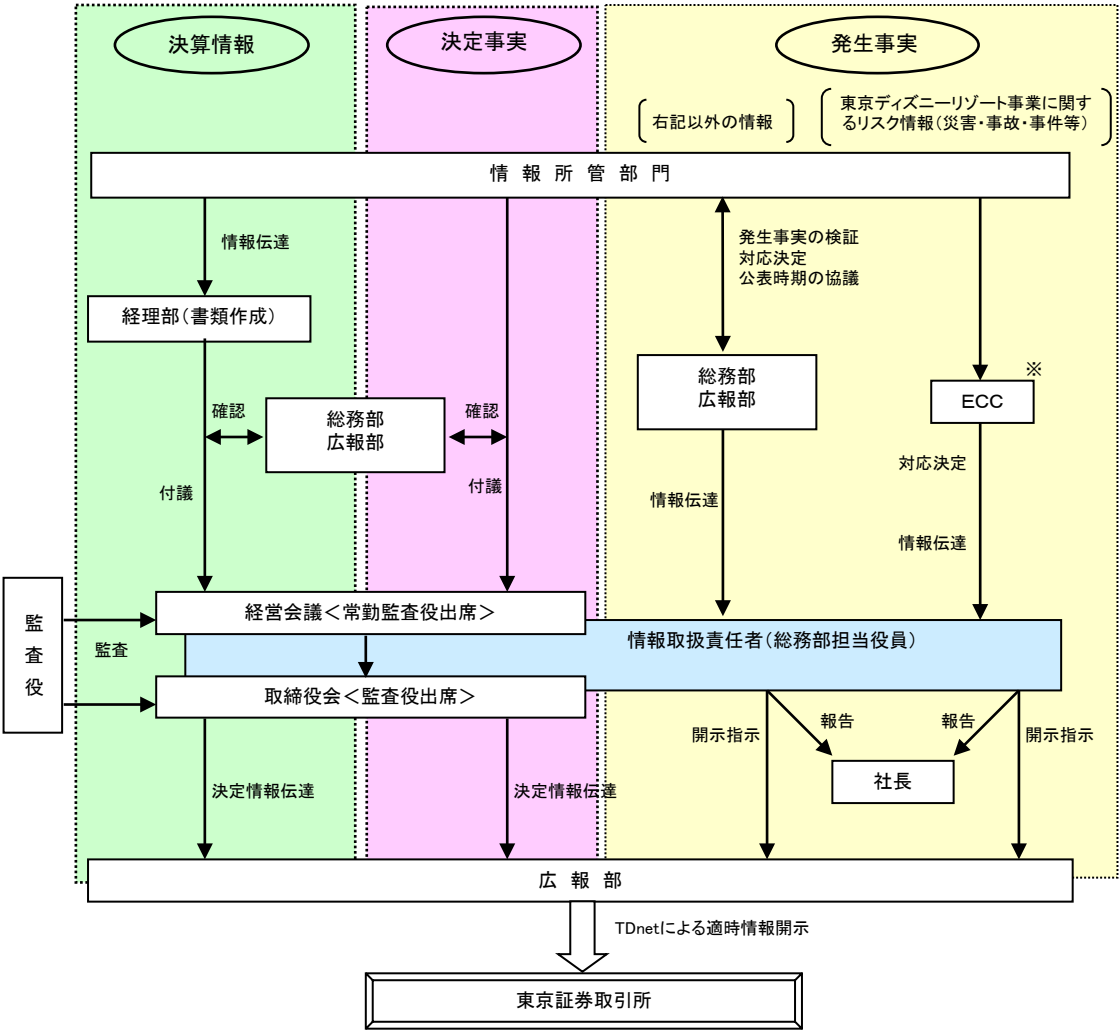 決算情報
決定事実
発生事実
右記以外の情報
東京ディズニーリゾート事業に関す
るリスク情報(災害・事故・事件等)
情報所管部門
情報伝達
発生事実の検証
対応決定
公表時期の協議
経理部(書類作成)
総務部
広報部
※
ECC
確認
総務部
広報部
確認
対応決定
付議
付議
情報伝達
情報伝達
監査役
監査
経営会議<常勤監査役出席>
情報取扱責任者(総務部担当役員)
取締役会<監査役出席>
開示指示
報告
報告
開示指示
社長
決定情報伝達
決定情報伝達
広報部
TDnetによる適時情報開示
東京証券取引所